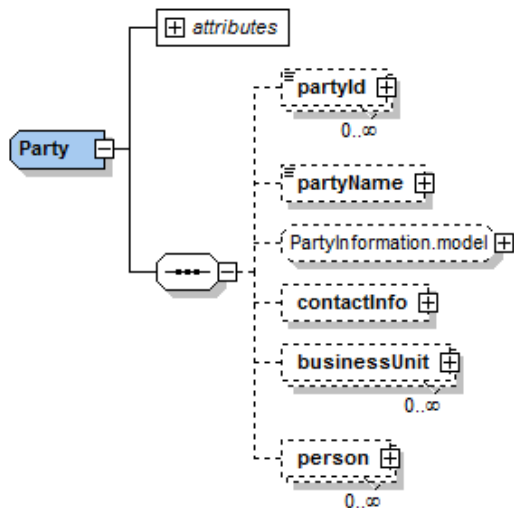 attributes
partyId
0..∞
Party
partyName
PartyInformation.model
contactInfo
businessUnit
0..∞
person
0..∞